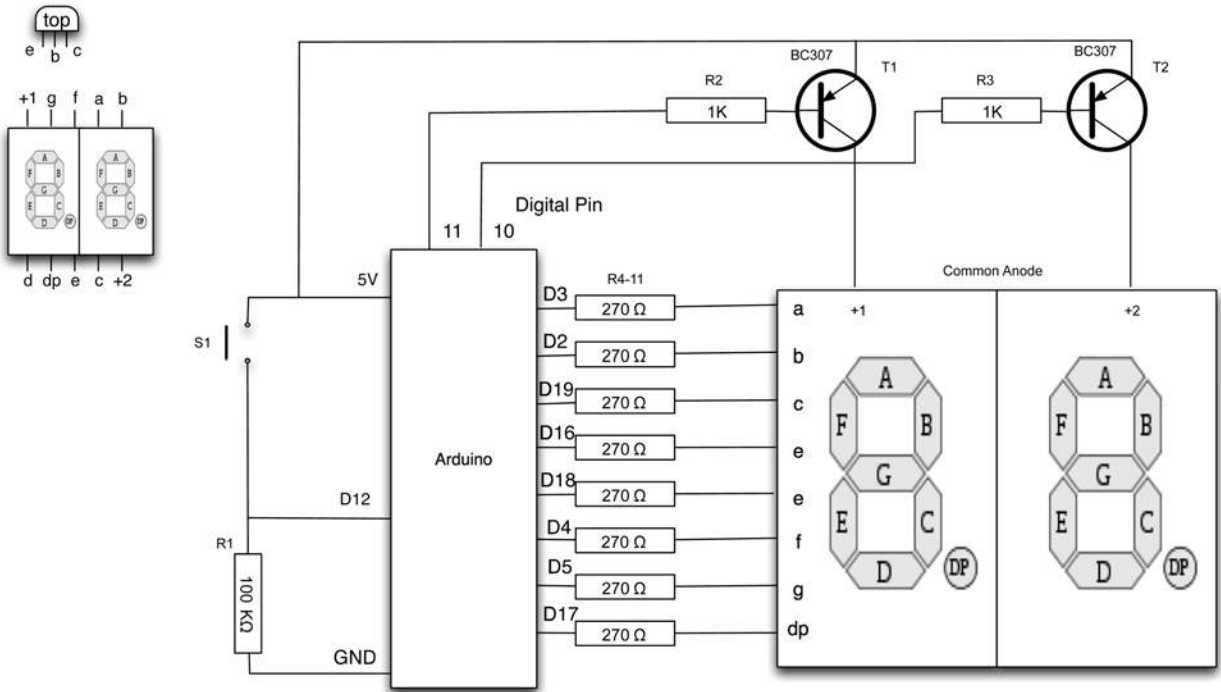 top
e b c
+1 g f a b
A
F B
G
E C
D DP
A
F B
G
E C
D DP
d dp e c +2
BC307
T1
BC307
T2
R2
1K
R3
1K
Digital Pin
11 10
5V
S1
D12
R1
100 KΩ
GND
Arduino
R4-11
D3 270 Ω a
D2 270 Ω b
D19 270 Ω c
D16 270 Ω e
D18 270 Ω e
D4 270 Ω f
D5 270 Ω g
D17 270 Ω dp
Common Anode
+1 +2
A
F B
G
E C
D DP
A
F B
G
E C
D DP